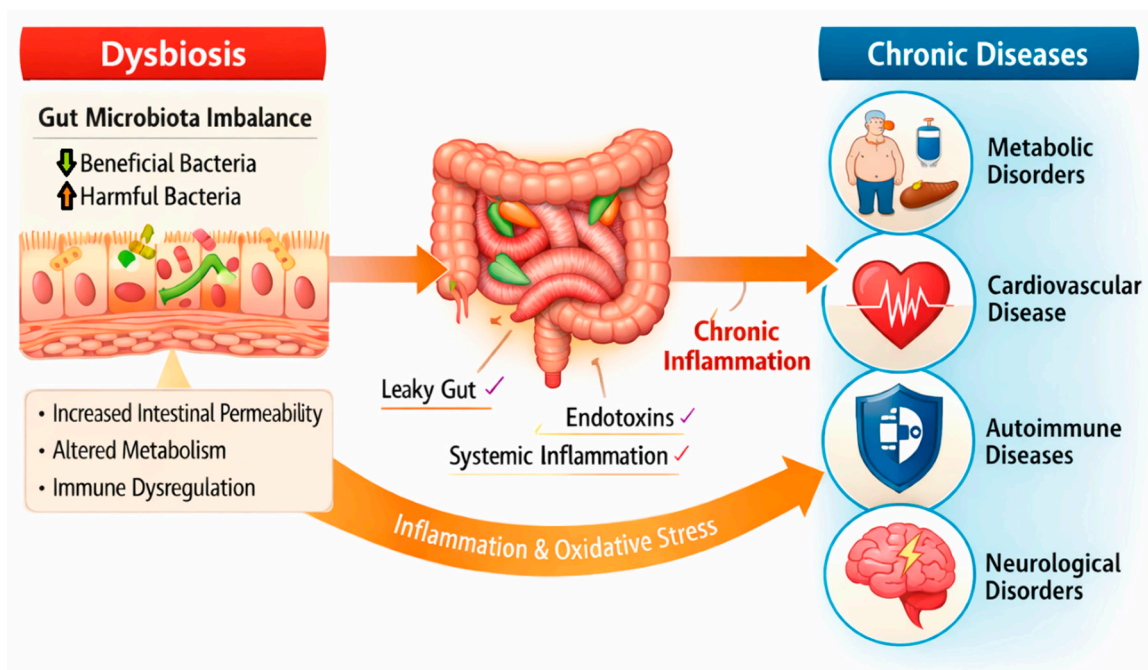 Dysbiosis
Gut Microbiota Imbalance
Beneficial Bacteria
Harmful Bacteria
• Increased Intestinal Permeability
• Altered Metabolism
• Immune Dysregulation
Leaky Gut ✓
Endotoxins ✓
Systemic Inflammation ✓
Chronic
Inflammation
Inflammation & Oxidative Stress
Chronic Diseases
Metabolic
Disorders
Cardiovascular
Disease
Autoimmune
Diseases
Neurological
Disorders